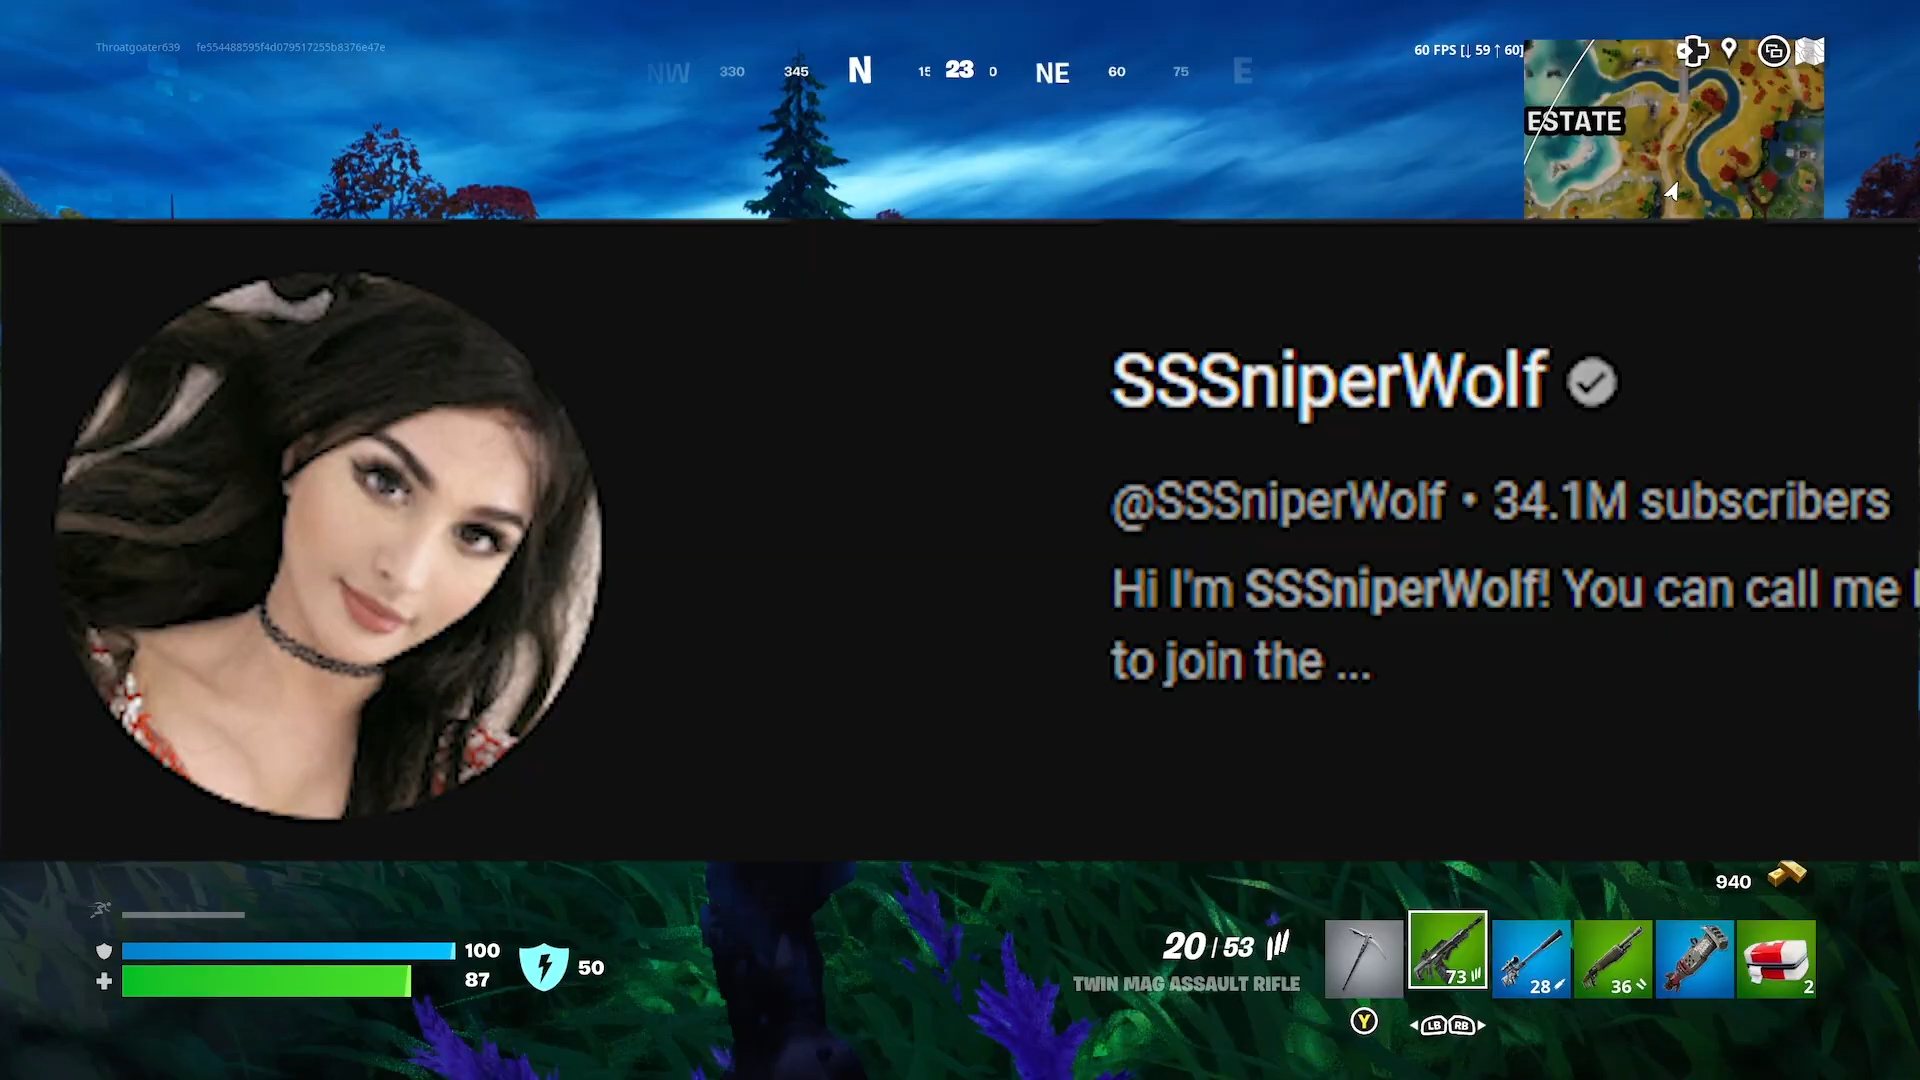 Throatgoater639 fe554488595f4d079517255b8376e47e
NW 330 345 N 15 23 0 NE 60 75 E
60 FPS [↓ 59 ↑ 60]
ESTATE
SSSniperWolf
@SSSniperWolf • 34.1M subscribers
Hi I'm SSSniperWolf! You can call me
to join the ...
940
100
87
50
20 / 53
TWIN MAG ASSAULT RIFLE
73
28
36
2
Y
LB RB